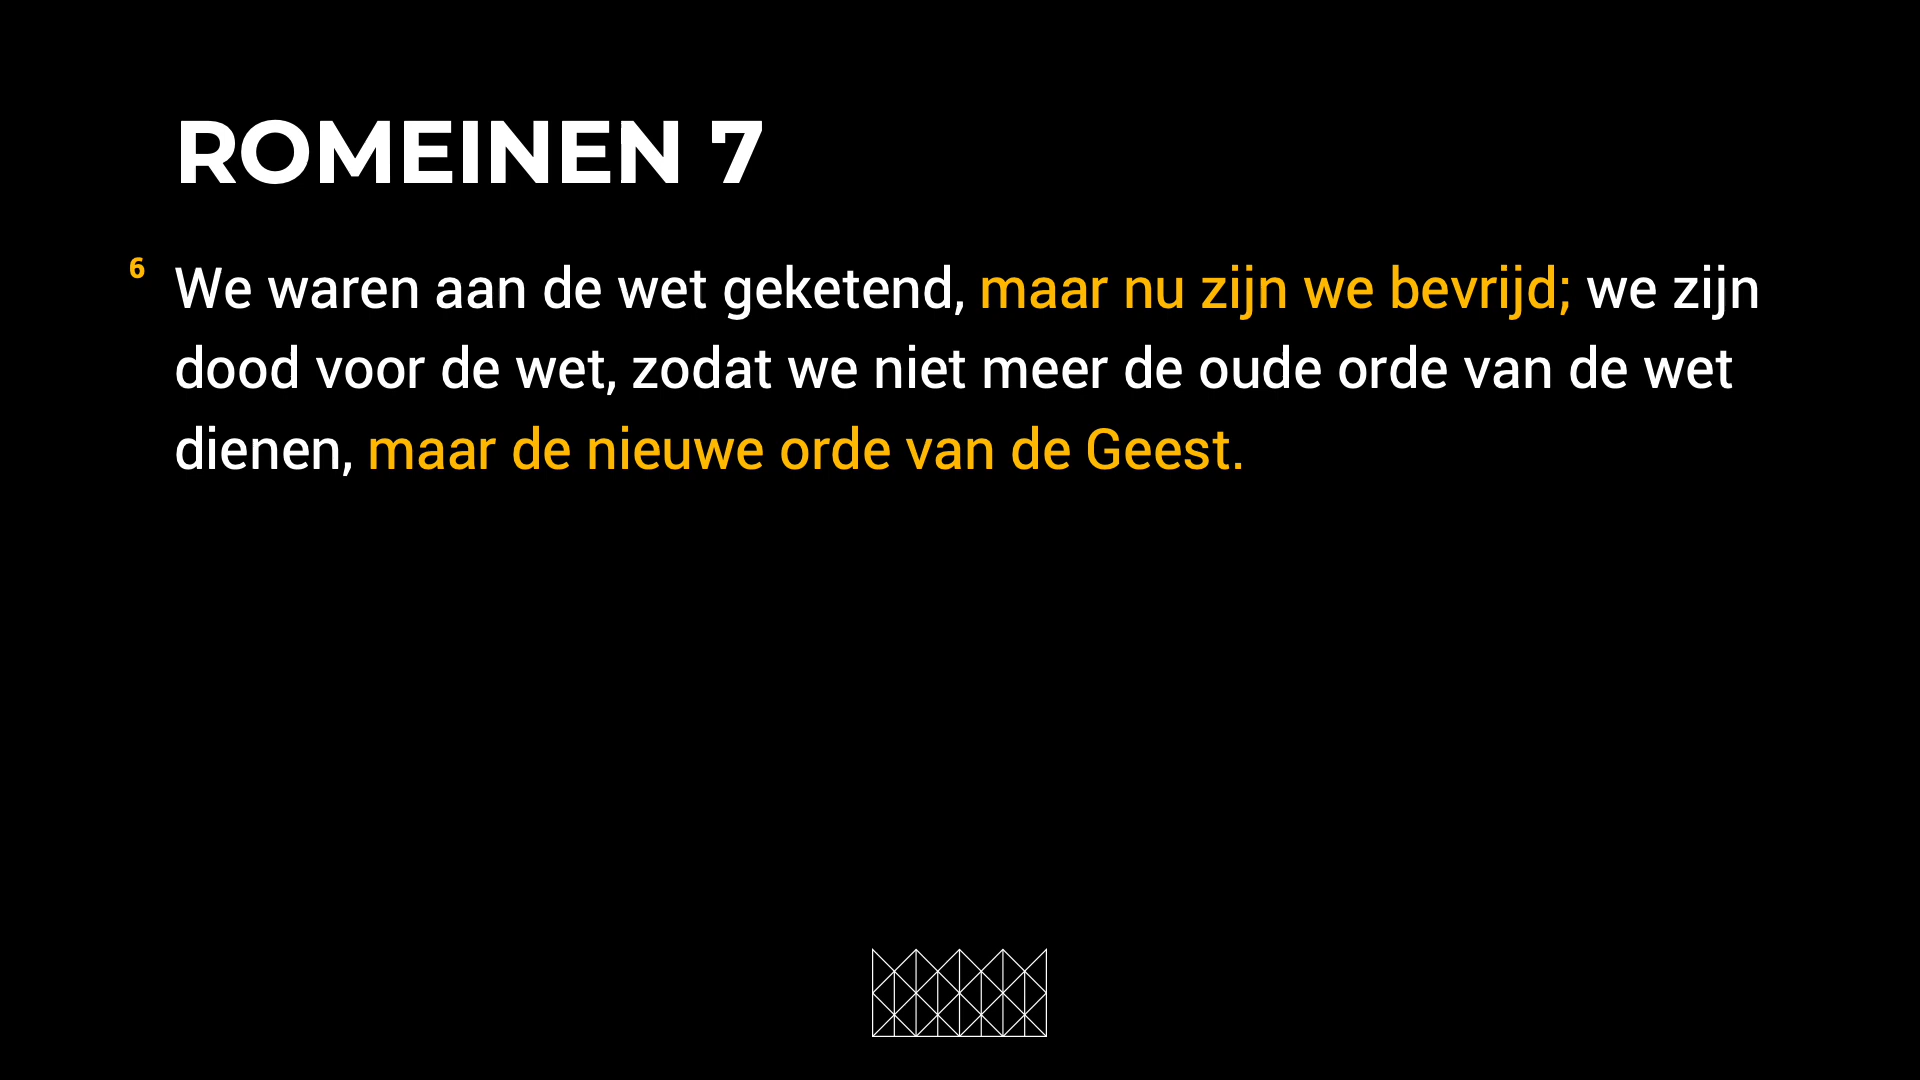 ROMEINEN 7
6 We waren aan de wet geketend, maar nu zijn we bevrijd; we zijn
dood voor de wet, zodat we niet meer de oude orde van de wet
dienen, maar de nieuwe orde van de Geest.